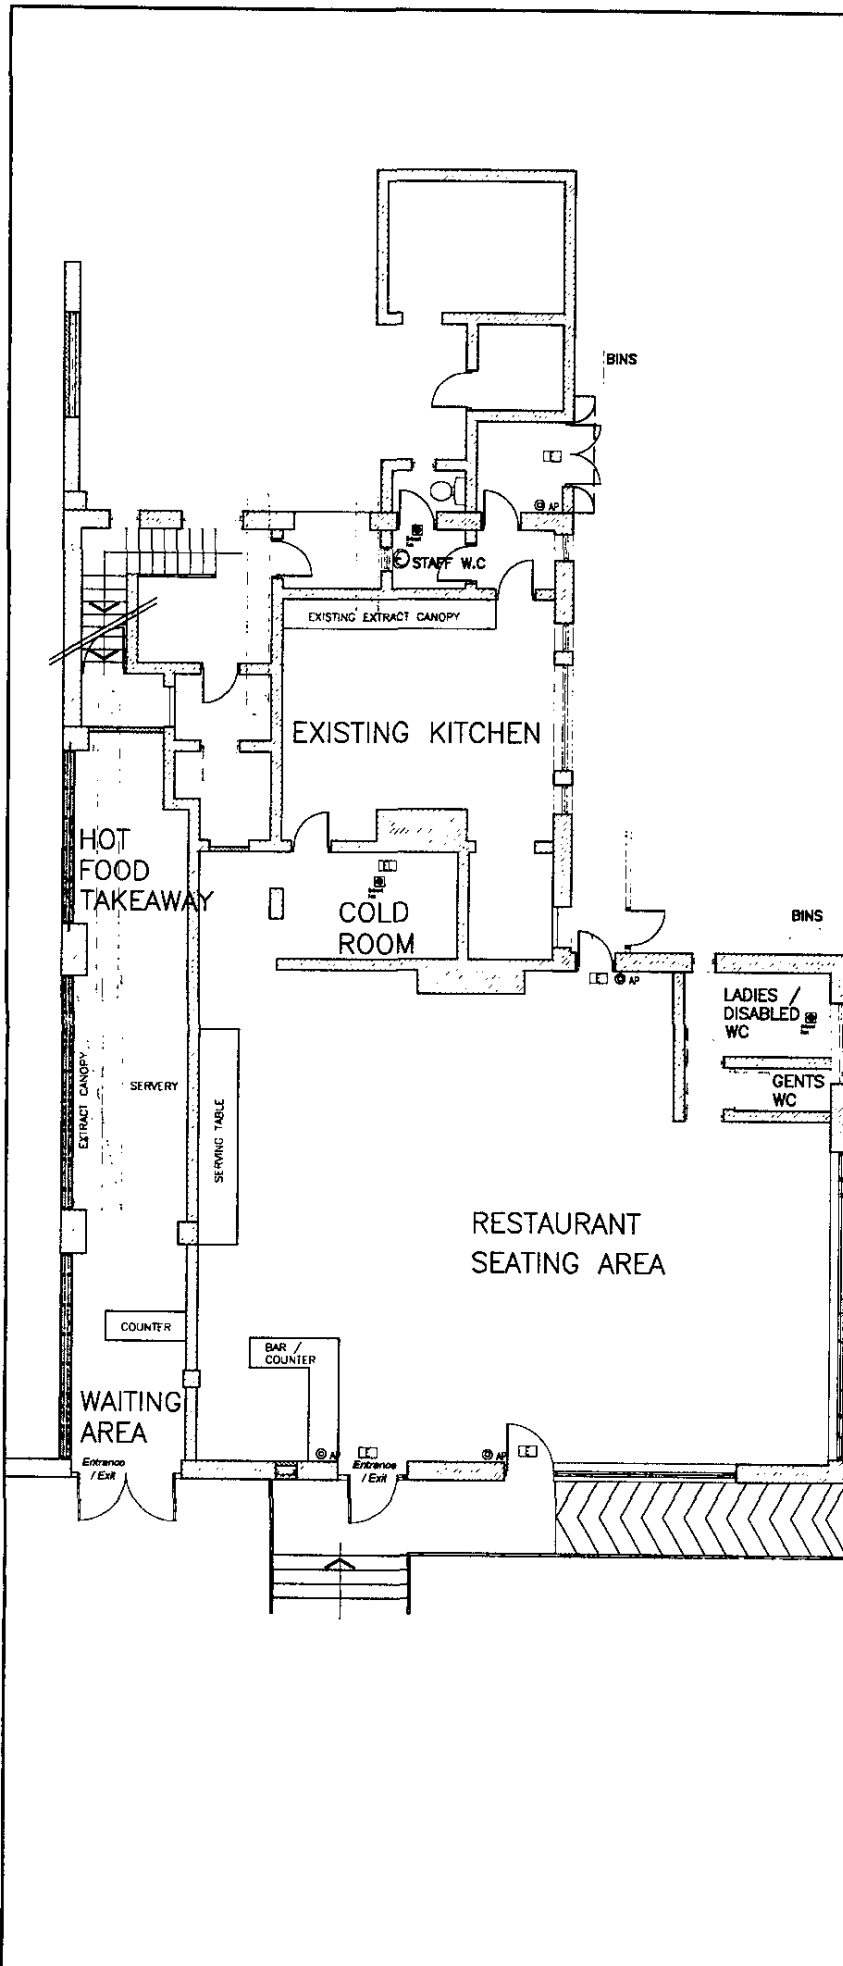 BINS
E
AP
STAFF W.C
EXISTING EXTRACT CANOPY
EXISTING KITCHEN
HOT
FOOD
TAKEAWAY
E
COLD
ROOM
BINS
E
AP
LADIES /
DISABLED
WC
GENTS
WC
EXTRACT CANOPY
SERVERY
SERVING TABLE
RESTAURANT
SEATING AREA
COUNTER
BAR /
COUNTER
WAITING
AREA
Entrance
/ Exit
AP
E
Entrance
/ Exit
AP
E